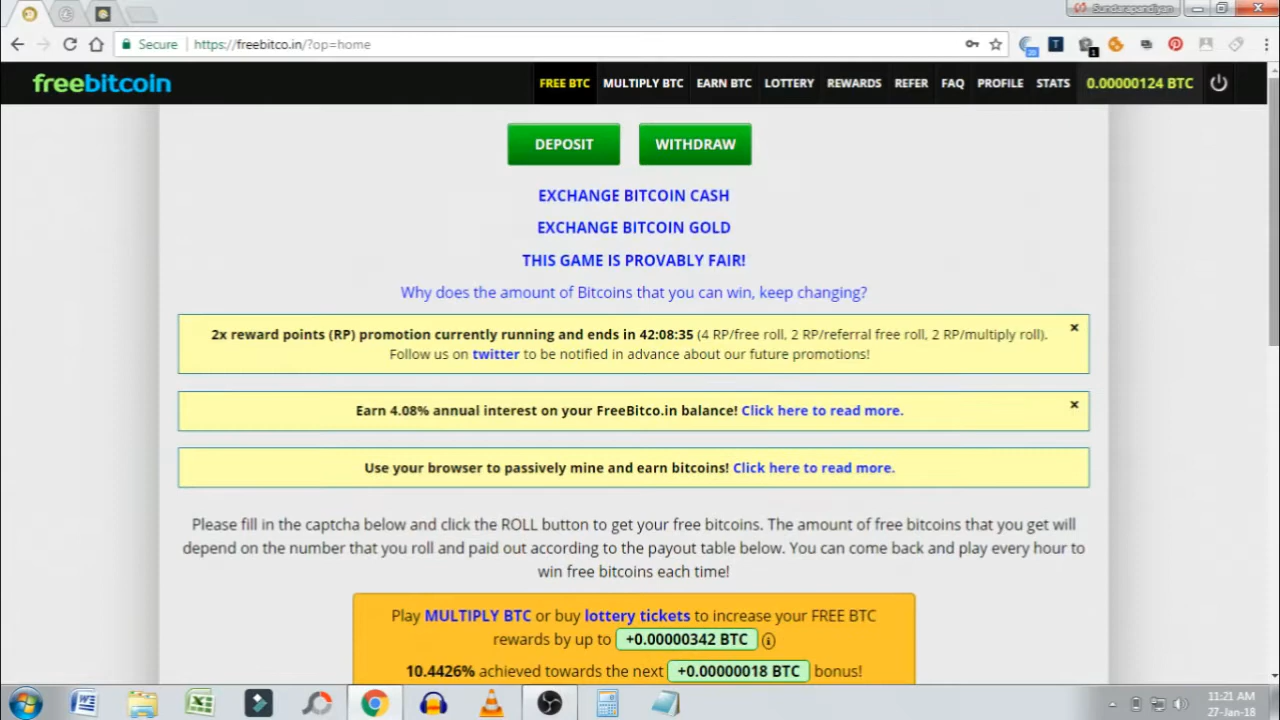 Sundarapandiyan
Secure https://freebitco.in/?op=home
freebitcoin
FREE BTC MULTIPLY BTC EARN BTC LOTTERY REWARDS REFER FAQ PROFILE STATS 0.00000124 BTC
DEPOSIT WITHDRAW
EXCHANGE BITCOIN CASH
EXCHANGE BITCOIN GOLD
THIS GAME IS PROVABLY FAIR!
Why does the amount of Bitcoins that you can win, keep changing?
2x reward points (RP) promotion currently running and ends in 42:08:35 (4 RP/free roll, 2 RP/referral free roll, 2 RP/multiply roll).
Follow us on twitter to be notified in advance about our future promotions!
Earn 4.08% annual interest on your FreeBitco.in balance! Click here to read more.
Use your browser to passively mine and earn bitcoins! Click here to read more.
Please fill in the captcha below and click the ROLL button to get your free bitcoins. The amount of free bitcoins that you get will
depend on the number that you roll and paid out according to the payout table below. You can come back and play every hour to
win free bitcoins each time!
Play MULTIPLY BTC or buy lottery tickets to increase your FREE BTC
rewards by up to +0.00000342 BTC
10.4426% achieved towards the next +0.00000018 BTC bonus!
11:21 AM
27-Jan-18